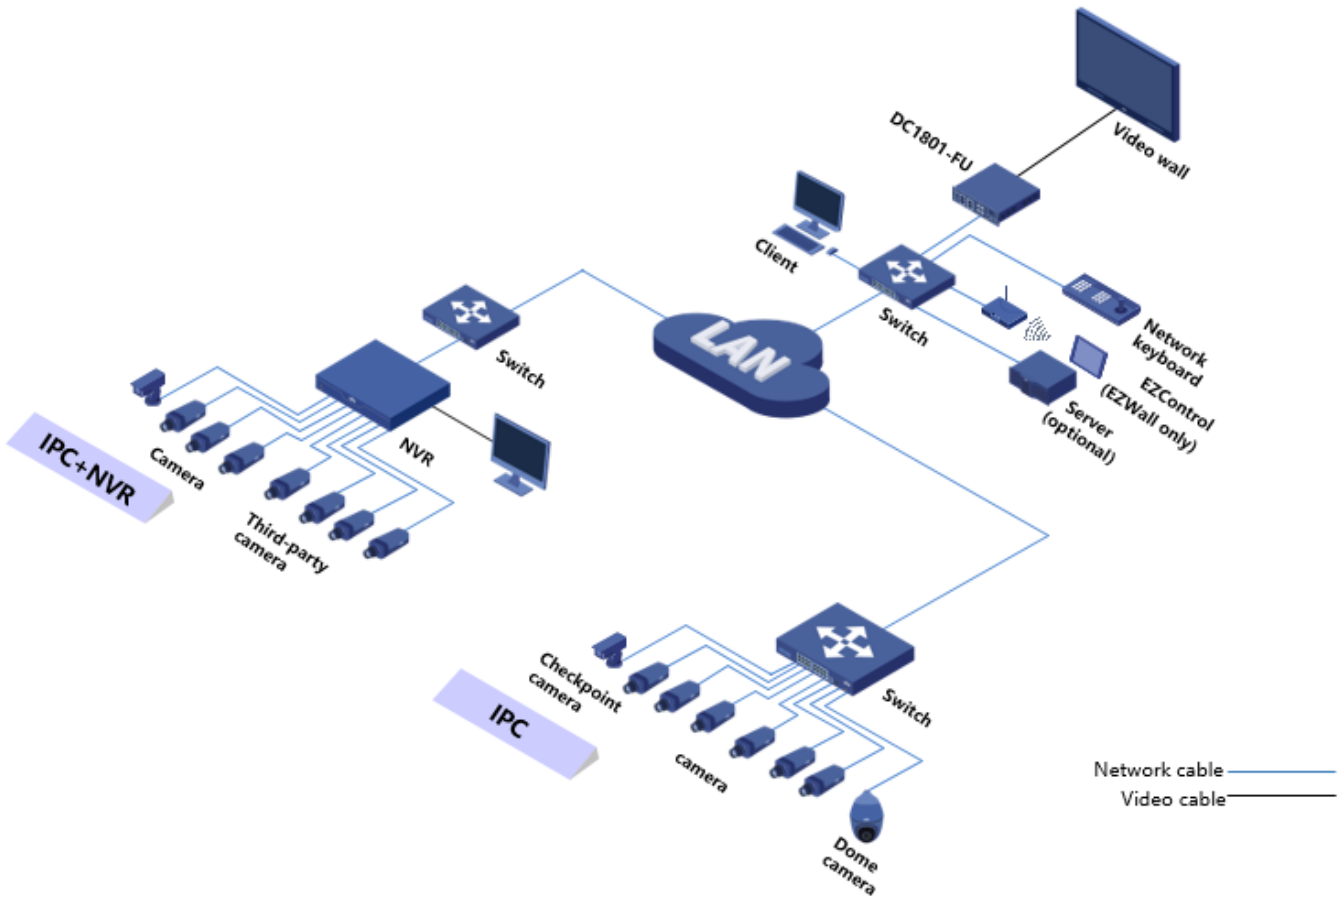 Video wall
DC1801-FU
Client
Switch
Network
keyboard
EZControl
(EZWall only)
Server
(optional)
LAN
Switch
NVR
IPC+NVR
Camera
Third-party
camera
Checkpoint
camera
IPC
camera
Switch
Dome
camera
Network cable
Video cable